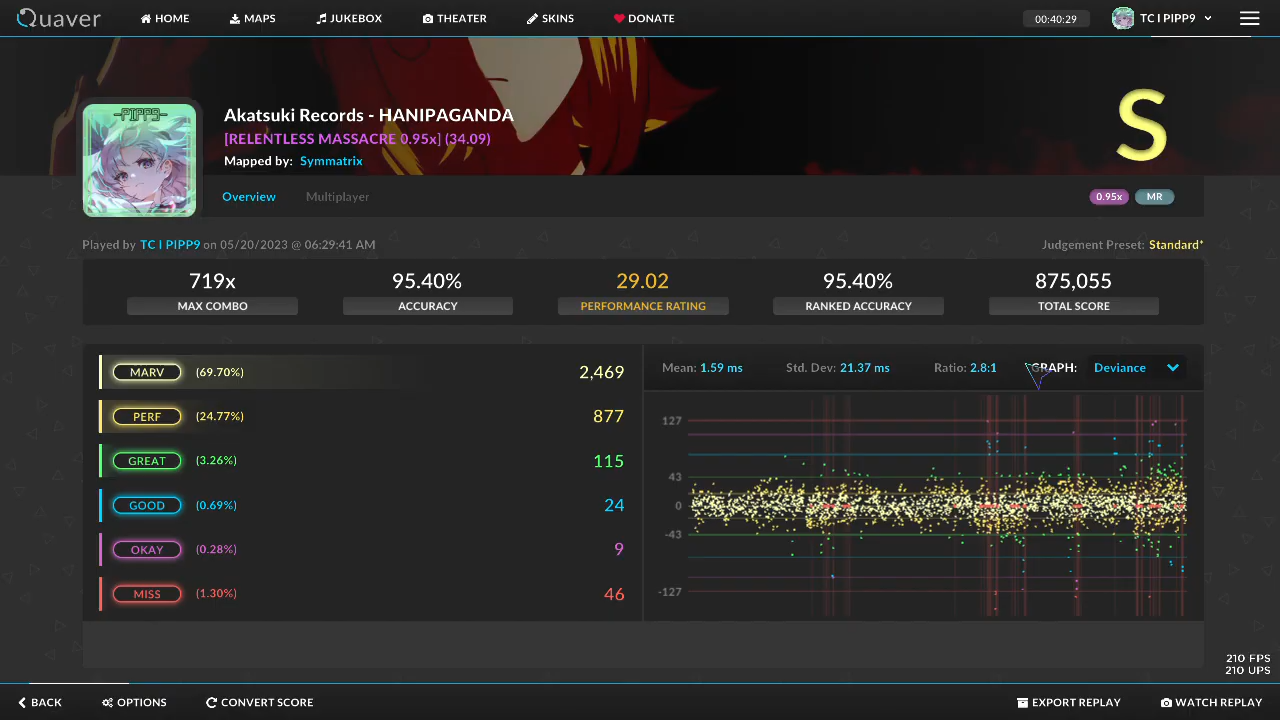 Quaver HOME MAPS JUKEBOX THEATER SKINS DONATE 00:40:29 TC I PIPP9
-PIPP9-
Akatsuki Records - HANIPAGANDA
[RELENTLESS MASSACRE 0.95x] (34.09)
Mapped by: Symmatrix
S
Overview Multiplayer 0.95x MR
Played by TC I PIPP9 on 05/20/2023 @ 06:29:41 AM Judgement Preset: Standard*
719x 95.40% 29.02 95.40% 875,055
MAX COMBO ACCURACY PERFORMANCE RATING RANKED ACCURACY TOTAL SCORE
MARV (69.70%) 2,469
PERF (24.77%) 877
GREAT (3.26%) 115
GOOD (0.69%) 24
OKAY (0.28%) 9
MISS (1.30%) 46
Mean: 1.59 ms Std. Dev: 21.37 ms Ratio: 2.8:1 GRAPH: Deviance
127
43
0
-43
-127
210 FPS
210 UPS
BACK OPTIONS CONVERT SCORE EXPORT REPLAY WATCH REPLAY